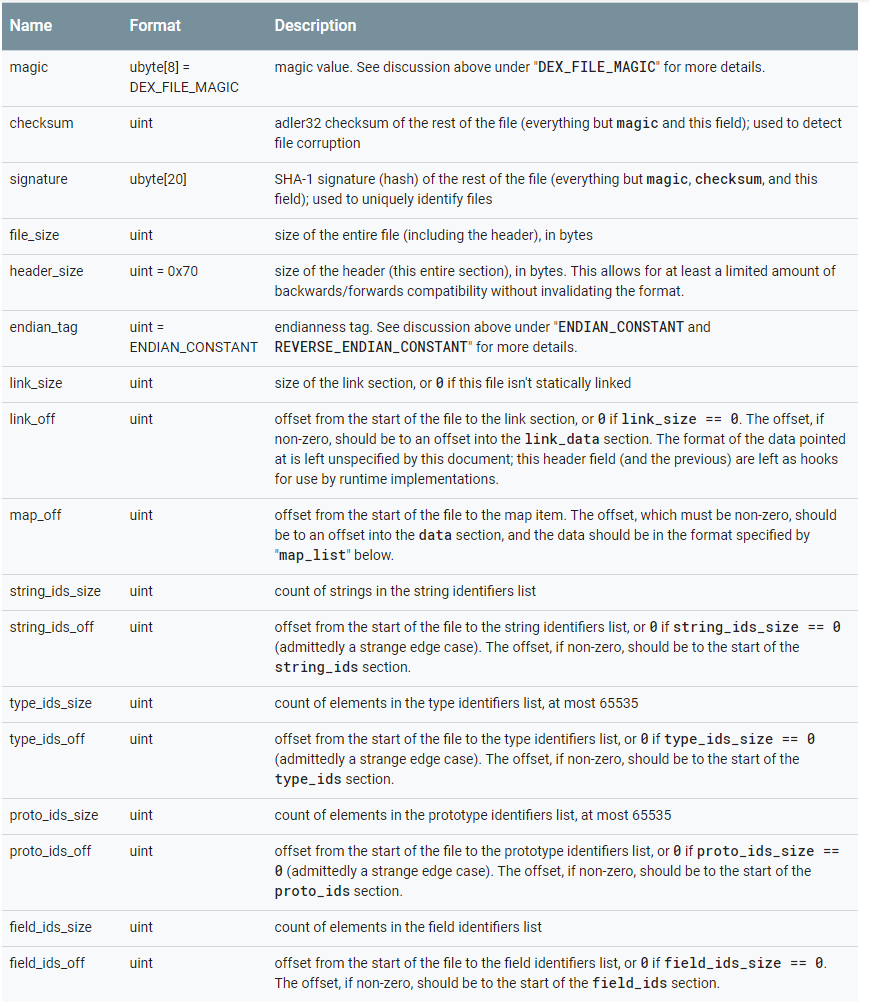 Name Format Description
magic ubyte[8] = magic value. See discussion above under "DEX_FILE_MAGIC" for more details.
DEX_FILE_MAGIC
checksum uint adler32 checksum of the rest of the file (everything but magic and this field); used to detect
file corruption
signature ubyte[20] SHA-1 signature (hash) of the rest of the file (everything but magic, checksum, and this
field); used to uniquely identify files
file_size uint size of the entire file (including the header), in bytes
header_size uint = 0x70 size of the header (this entire section), in bytes. This allows for at least a limited amount of
backwards/forwards compatibility without invalidating the format.
endian_tag uint = endianness tag. See discussion above under "ENDIAN_CONSTANT and
ENDIAN_CONSTANT REVERSE_ENDIAN_CONSTANT" for more details.
link_size uint size of the link section, or 0 if this file isn't statically linked
link_off uint offset from the start of the file to the link section, or 0 if link_size == 0. The offset, if
non-zero, should be to an offset into the link_data section. The format of the data pointed
at is left unspecified by this document; this header field (and the previous) are left as hooks
for use by runtime implementations.
map_off uint offset from the start of the file to the map item. The offset, which must be non-zero, should
be to an offset into the data section, and the data should be in the format specified by
"map_list" below.
string_ids_size uint count of strings in the string identifiers list
string_ids_off uint offset from the start of the file to the string identifiers list, or 0 if string_ids_size == 0
(admittedly a strange edge case). The offset, if non-zero, should be to the start of the
string_ids section.
type_ids_size uint count of elements in the type identifiers list, at most 65535
type_ids_off uint offset from the start of the file to the type identifiers list, or 0 if type_ids_size == 0
(admittedly a strange edge case). The offset, if non-zero, should be to the start of the
type_ids section.
proto_ids_size uint count of elements in the prototype identifiers list, at most 65535
proto_ids_off uint offset from the start of the file to the prototype identifiers list, or 0 if proto_ids_size ==
0 (admittedly a strange edge case). The offset, if non-zero, should be to the start of the
proto_ids section.
field_ids_size uint count of elements in the field identifiers list
field_ids_off uint offset from the start of the file to the field identifiers list, or 0 if field_ids_size == 0.
The offset, if non-zero, should be to the start of the field_ids section.